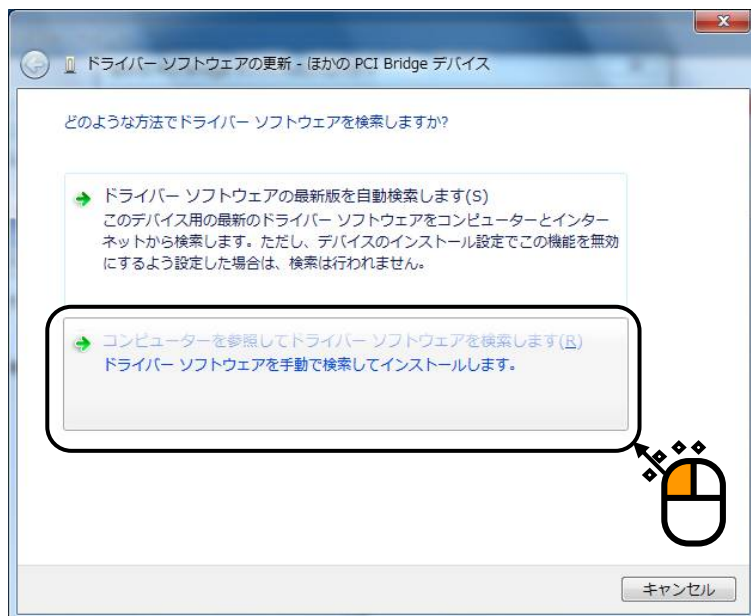 ドライバー ソフトウェアの更新 - ほかの PCI Bridge デバイス
どのような方法でドライバー ソフトウェアを検索しますか?
ドライバー ソフトウェアの最新版を自動検索します(S)
このデバイス用の最新のドライバー ソフトウェアをコンピューターとインター
ネットから検索します。ただし、デバイスのインストール設定でこの機能を無効
にするよう設定した場合は、検索は行われません。
コンピューターを参照してドライバー ソフトウェアを検索します(R)
ドライバー ソフトウェアを手動で検索してインストールします。
キャンセル